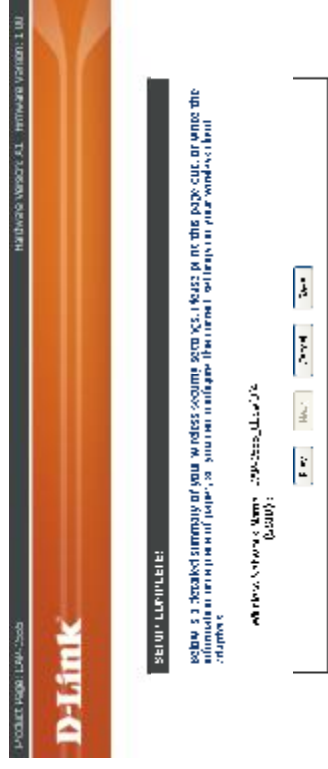 Product Page: DAP-
Hardware Version: A1 Firmware Version: 1.00
D-Link
SETUP COMPLETE!
Below is a detailed summary of your wireless security settings. Please print this page out, or write the
information on a piece of paper, so you can configure the correct settings on your wireless client
adapters.
Wireless Network Name
(SSID) :
Prev
Next
Cancel
Save